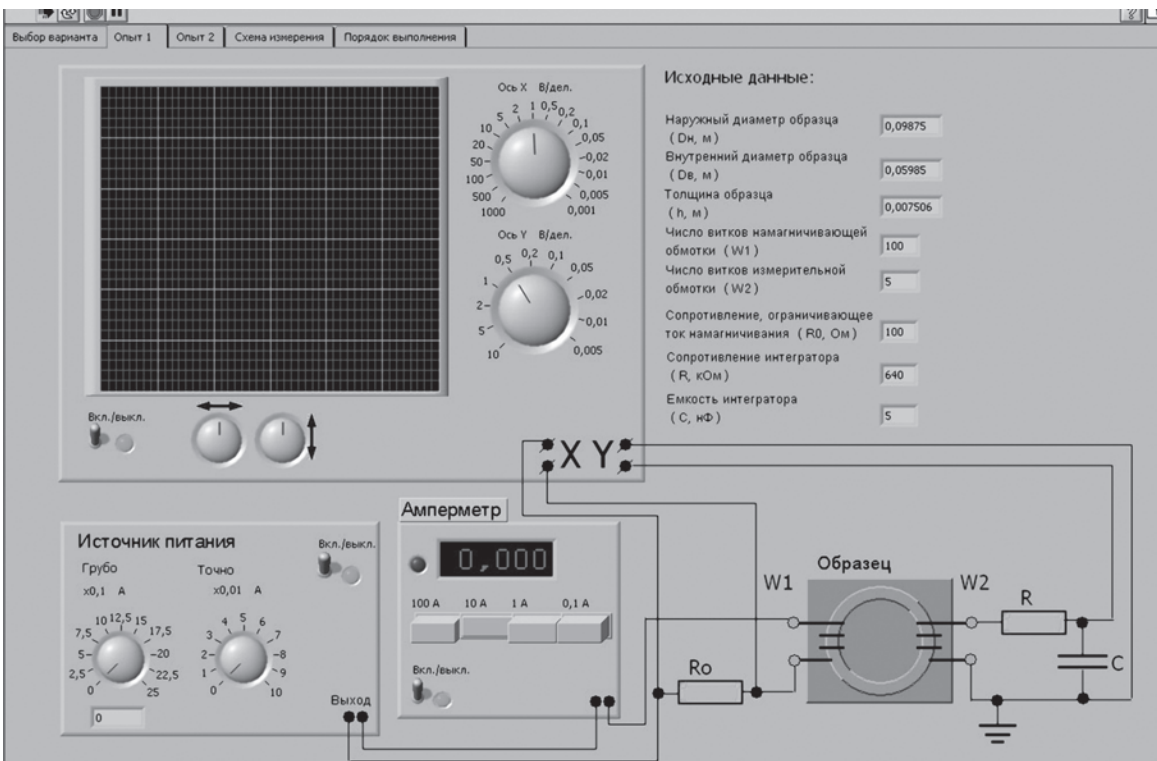 Выбор варианта Опыт 1 Опыт 2 Схема измерения Порядок выполнения
Ось X В/дел.
1000 500 100 50 20 10 5 2 1 0,5 0,2 0,1 0,05 0,02 0,01 0,005 0,001
Ось Y В/дел.
10 5 2 1 0,5 0,2 0,1 0,05 0,02 0,01 0,005
Вкл./выкл.
X Y
Исходные данные:
Наружный диаметр образца
( Dн, м ) 0,09875
Внутренний диаметр образца
( Dв, м ) 0,05985
Толщина образца
( h, м ) 0,007506
Число витков намагничивающей
обмотки ( W1 ) 100
Число витков измерительной
обмотки ( W2 ) 5
Сопротивление, ограничивающее
ток намагничивания ( R0, Ом ) 100
Сопротивление интегратора
( R, кОм ) 640
Емкость интегратора
( C, нФ ) 5
Источник питания
Вкл./выкл.
Грубо
x0,1 А
0 2,5 5 7,5 10 12,5 15 17,5 20 22,5 25
0
Точно
x0,01 А
0 1 2 3 4 5 6 7 8 9 10
Выход
Амперметр
0,000
100 А 10 А 1 А 0,1 А
Вкл./выкл.
Ro
W1
Образец
W2
R
C